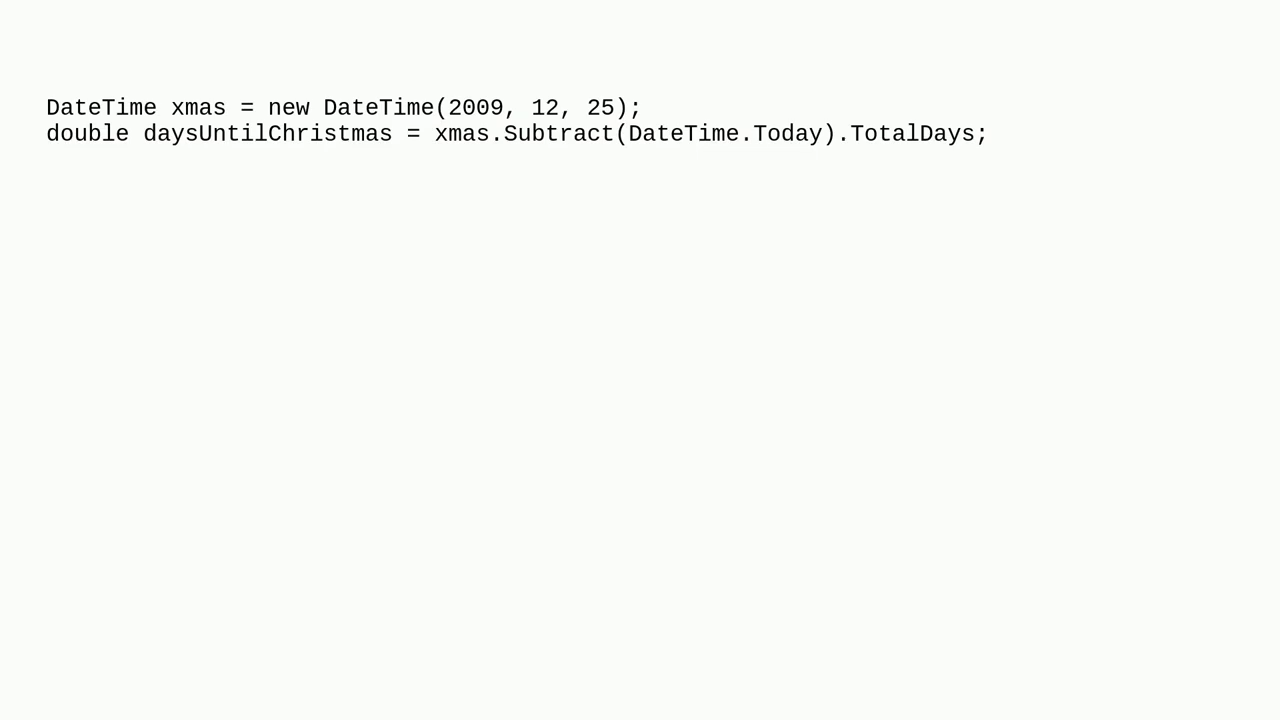 DateTime xmas = new DateTime(2009, 12, 25);
double daysUntilChristmas = xmas.Subtract(DateTime.Today).TotalDays;